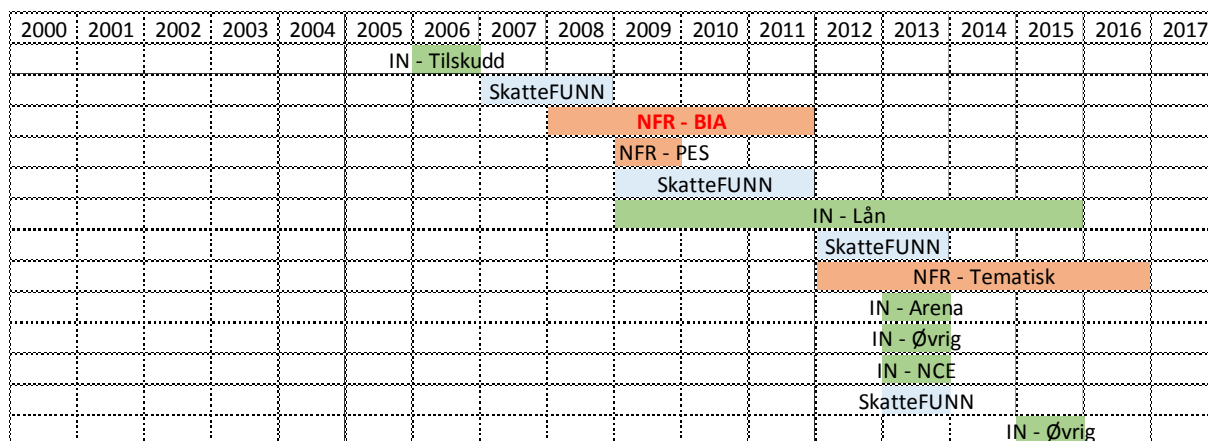 2000 2001 2002 2003 2004 2005 2006 2007 2008 2009 2010 2011 2012 2013 2014 2015 2016 2017
IN - Tilskudd
SkatteFUNN
NFR - BIA
NFR - PES
SkatteFUNN
IN - Lån
SkatteFUNN
NFR - Tematisk
IN - Arena
IN - Øvrig
IN - NCE
SkatteFUNN
IN - Øvrig